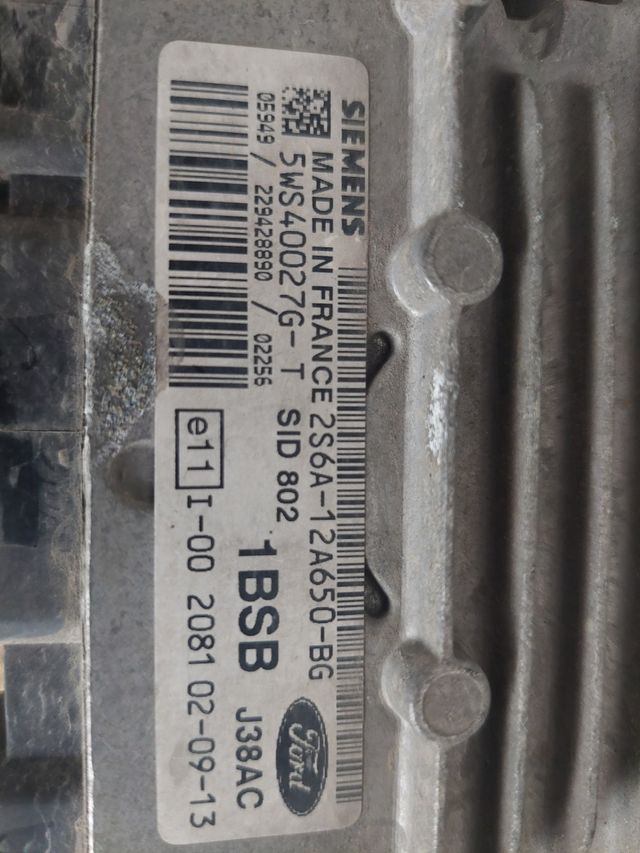 SIEMENS
MADE IN FRANCE 2S6A-12A650-BG
5WS40027G-T SID 802
05949 / 229428890 / 02256
1BSB J38AC
Ford
e11 I-00 2081 02-09-13